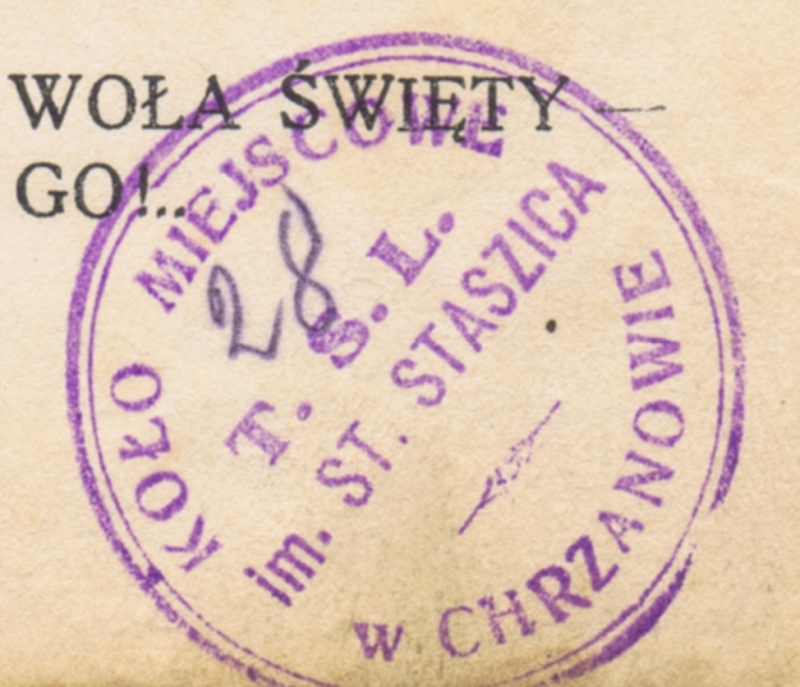 WOŁA ŚWIĘTY —
GO!..
KOŁO MIEJSCOWE
28
T. S. L.
im. ST. STASZICA
w CHRZANOWIE